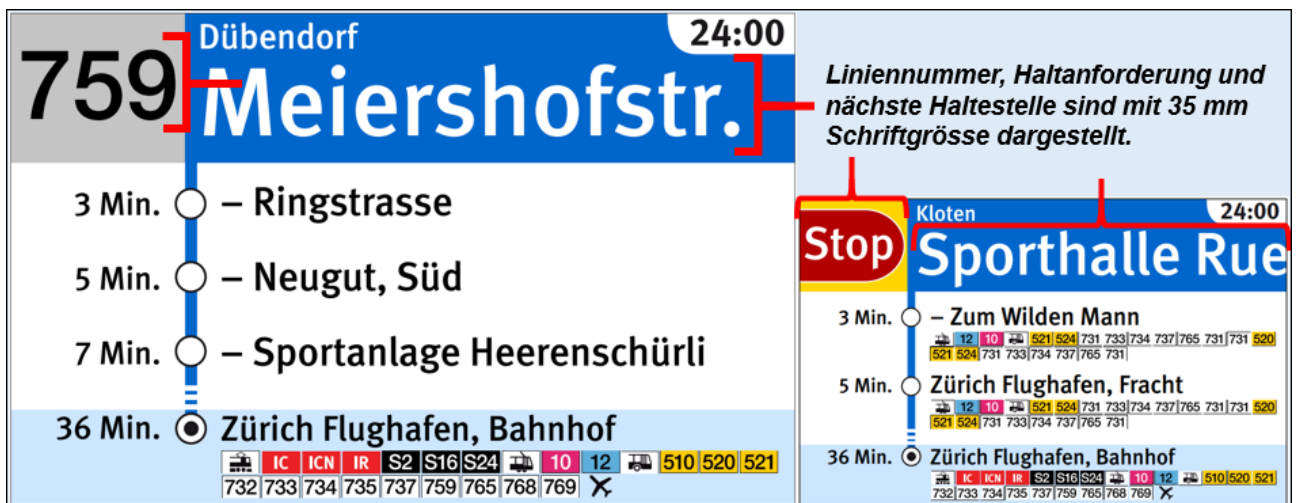 759
Dübendorf
24:00
Meiershofstr.
3 Min. – Ringstrasse
5 Min. – Neugut, Süd
7 Min. – Sportanlage Heerenschürli
36 Min. Zürich Flughafen, Bahnhof
IC ICN IR S2 S16 S24 10 12 510 520 521
732 733 734 735 737 759 765 768 769
Liniennummer, Haltanforderung und
nächste Haltestelle sind mit 35 mm
Schriftgrösse dargestellt.
Stop
Kloten
24:00
Sporthalle Rue
3 Min. – Zum Wilden Mann
12 10 521 524 731 733 734 737 765 731 731 520
521 524 731 733 734 737 765 731
5 Min. Zürich Flughafen, Fracht
12 10 521 524 731 733 734 737 765 731 731 520
521 524 731 733 734 737 765 731
36 Min. Zürich Flughafen, Bahnhof
IC ICN IR S2 S16 S24 10 12 510 520 521
732 733 734 735 737 759 765 768 769